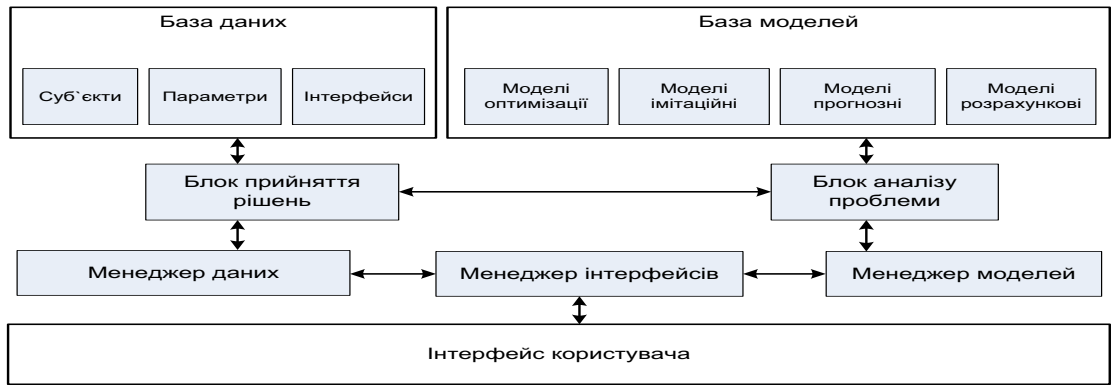 База даних
База моделей
Суб`єкти
Параметри
Інтерфейси
Моделі
оптимізації
Моделі
імітаційні
Моделі
прогнозні
Моделі
розрахункові
Блок прийняття
рішень
Блок аналізу
проблеми
Менеджер даних
Менеджер інтерфейсів
Менеджер моделей
Інтерфейс користувача